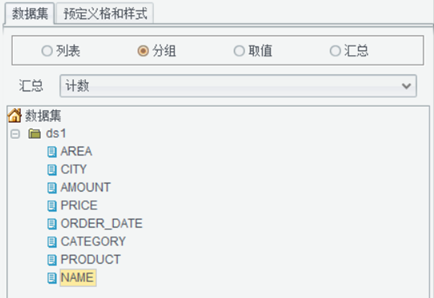 数据集 预定义格和样式
列表 分组 取值 汇总
汇总 计数
数据集
ds1
AREA
CITY
AMOUNT
PRICE
ORDER_DATE
CATEGORY
PRODUCT
NAME